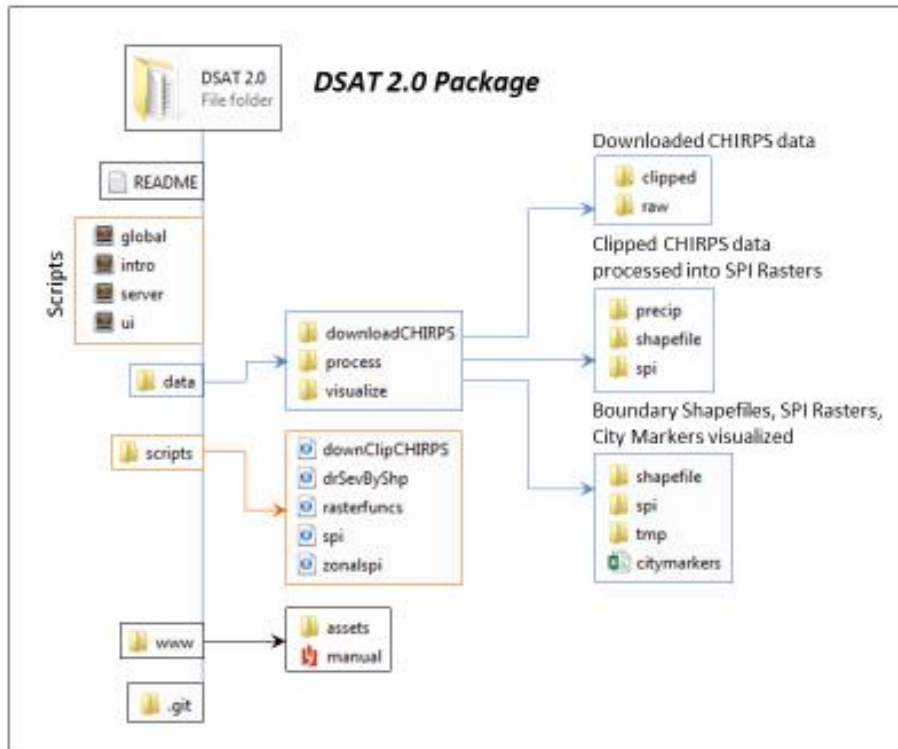 DSAT 2.0
File folder
DSAT 2.0 Package
README
Scripts
global
intro
server
ui
data
downloadCHIRPS
process
visualize
Downloaded CHIRPS data
clipped
raw
Clipped CHIRPS data
processed into SPI Rasters
precip
shapefile
spi
Boundary Shapefiles, SPI Rasters,
City Markers visualized
shapefile
spi
tmp
citymarkers
scripts
downClipCHIRPS
drSevByShp
rasterfuncs
spi
zonalspi
www
assets
manual
.git